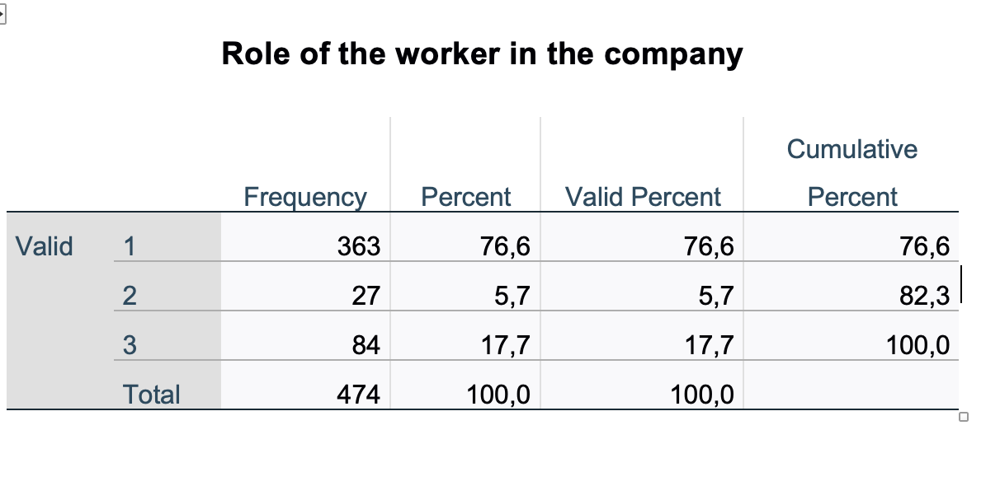 Role of the worker in the company
Cumulative
Frequency Percent Valid Percent Percent
Valid 1 363 76,6 76,6 76,6
2 27 5,7 5,7 82,3
3 84 17,7 17,7 100,0
Total 474 100,0 100,0